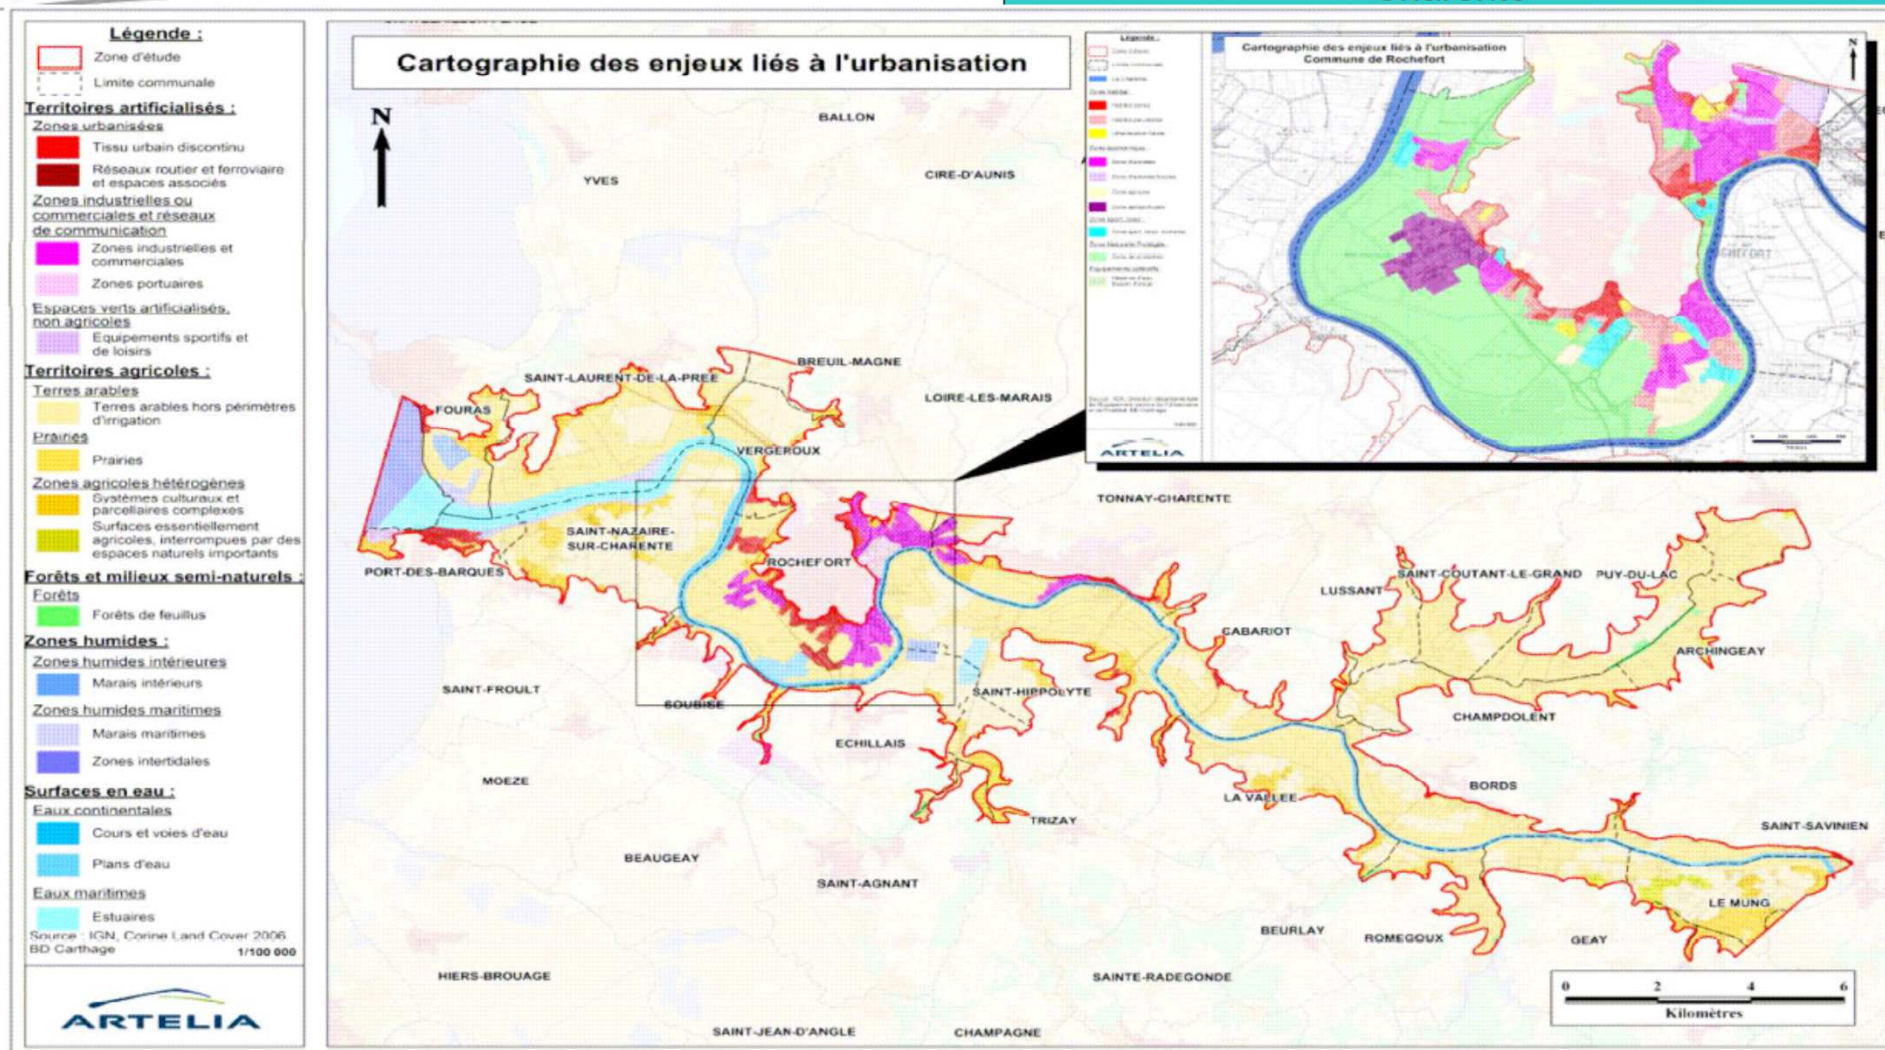 Légende :
Zone d'étude
Limite communale
Territoires artificialisés :
Zones urbanisées
Tissu urbain discontinu
Réseaux routier et ferroviaire
et espaces associés
Zones industrielles ou
commerciales et réseaux
de communication
Zones industrielles et
commerciales
Zones portuaires
Espaces verts artificialisés,
non agricoles
Equipements sportifs et
de loisirs
Territoires agricoles :
Terres arables
Terres arables hors périmètres
d'irrigation
Prairies
Prairies
Zones agricoles hétérogènes
Systèmes culturaux et
parcellaires complexes
Surfaces essentiellement
agricoles, interrompues par des
espaces naturels importants
Forêts et milieux semi-naturels :
Forêts
Forêts de feuillus
Zones humides :
Zones humides intérieures
Marais intérieurs
Zones humides maritimes
Marais maritimes
Zones intertidales
Surfaces en eau :
Eaux continentales
Cours et voies d'eau
Plans d'eau
Eaux maritimes
Estuaires
Source : IGN, Corine Land Cover 2006
BD Carthage
1/100 000
ARTELIA
Cartographie des enjeux liés à l'urbanisation
N
BALLON
YVES
CIRE-D'AUNIS
BREUIL-MAGNE
SAINT-LAURENT-DE-LA-PREE
LOIRE-LES-MARAIS
FOURAS
VERGEROUX
TONNAY-CHARENTE
SAINT-NAZAIRE-
SUR-CHARENTE
ROCHEFORT
PORT-DES-BARQUES
LUSSANT
SAINT-COUTANT-LE-GRAND
PUY-DU-LAC
CABARIOT
ARCHINGEAY
SAINT-FROULT
SOUBISE
SAINT-HIPPOLYTE
CHAMPDOLENT
ECHILLAIS
MOEZE
BORDS
LA VALLEE
TRIZAY
SAINT-SAVINIEN
BEAUGEAY
SAINT-AGNANT
LE MUNG
BEURLAY
ROMEGOUX
GEAY
HIERS-BROUAGE
SAINTE-RADEGONDE
SAINT-JEAN-D'ANGLE
CHAMPAGNE
0 2 4 6
Kilomètres
Légende :
Cartographie des enjeux liés à l'urbanisation
Commune de Rochefort
N
ARTELIA